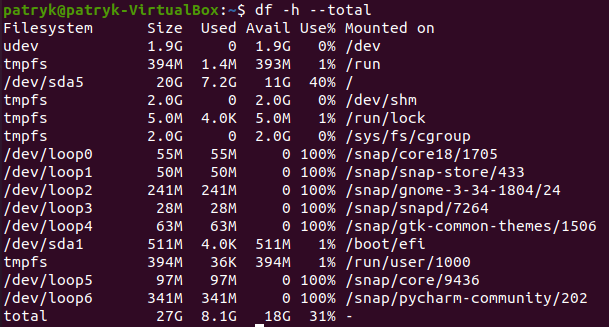 patryk@patryk-VirtualBox:~$ df -h --total
Filesystem      Size  Used Avail Use% Mounted on
udev            1.9G     0  1.9G   0% /dev
tmpfs           394M  1.4M  393M   1% /run
/dev/sda5        20G  7.2G   11G  40% /
tmpfs           2.0G     0  2.0G   0% /dev/shm
tmpfs           5.0M  4.0K  5.0M   1% /run/lock
tmpfs           2.0G     0  2.0G   0% /sys/fs/cgroup
/dev/loop0       55M   55M     0 100% /snap/core18/1705
/dev/loop1       50M   50M     0 100% /snap/snap-store/433
/dev/loop2      241M  241M     0 100% /snap/gnome-3-34-1804/24
/dev/loop3       28M   28M     0 100% /snap/snapd/7264
/dev/loop4       63M   63M     0 100% /snap/gtk-common-themes/1506
/dev/sda1       511M  4.0K  511M   1% /boot/efi
tmpfs           394M   36K  394M   1% /run/user/1000
/dev/loop5       97M   97M     0 100% /snap/core/9436
/dev/loop6      341M  341M     0 100% /snap/pycharm-community/202
total            27G  8.1G   18G  31% -